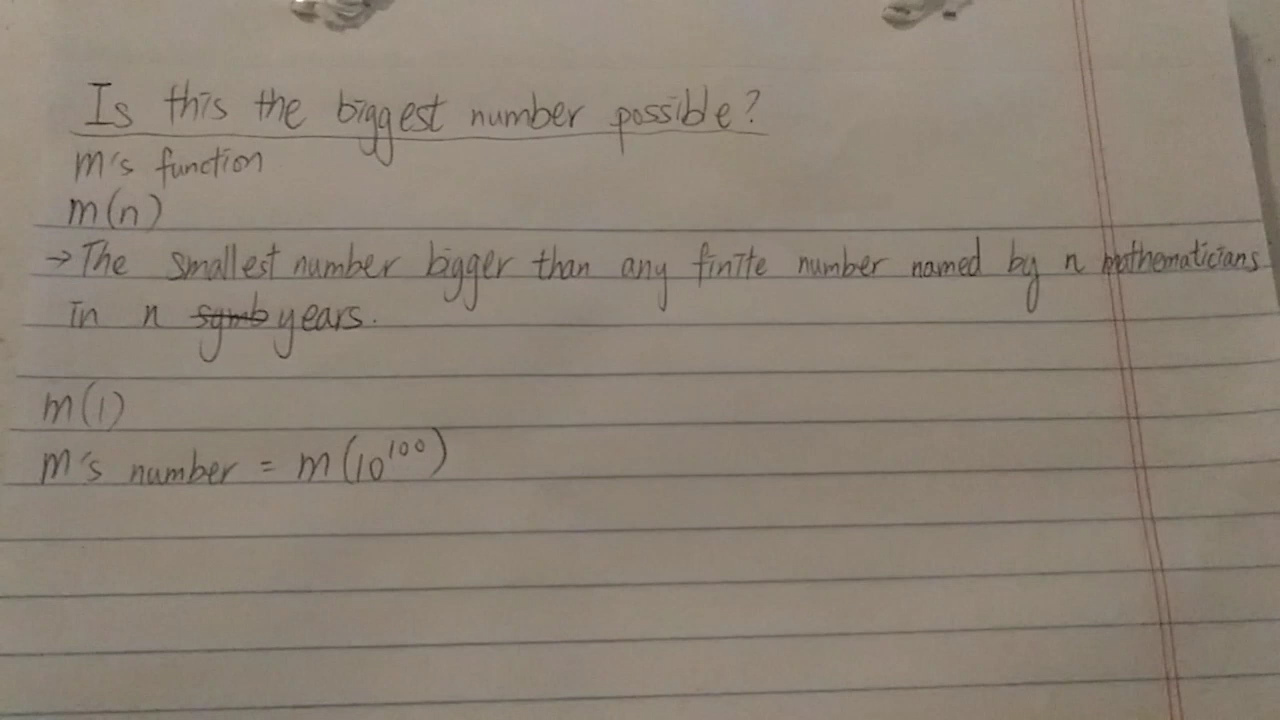 Is this the biggest number possible?
m's function
m(n)
→The smallest number bigger than any finite number named by n mathematicians
in n symb years.
m(1)
m's number = m(10^100)